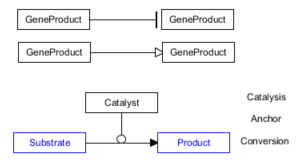 GeneProduct GeneProduct
GeneProduct GeneProduct
Catalyst Catalysis
Anchor
Substrate Product Conversion